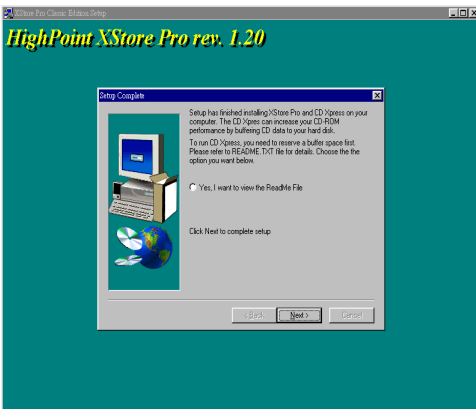 XStore Pro Classic Edition Setup
HighPoint XStore Pro rev. 1.20
Setup Complete
Setup has finished installing XStore Pro and CD Xpress on your
computer. The CD Xpres can increase your CD-ROM
performance by buffering CD data to your hard disk.
To run CD Xpress, you need to reserve a buffer space first.
Please refer to README.TXT file for details. Choose the the
option you want below.
Yes, I want to view the ReadMe File
Click Next to complete setup
< Back
Next >
Cancel